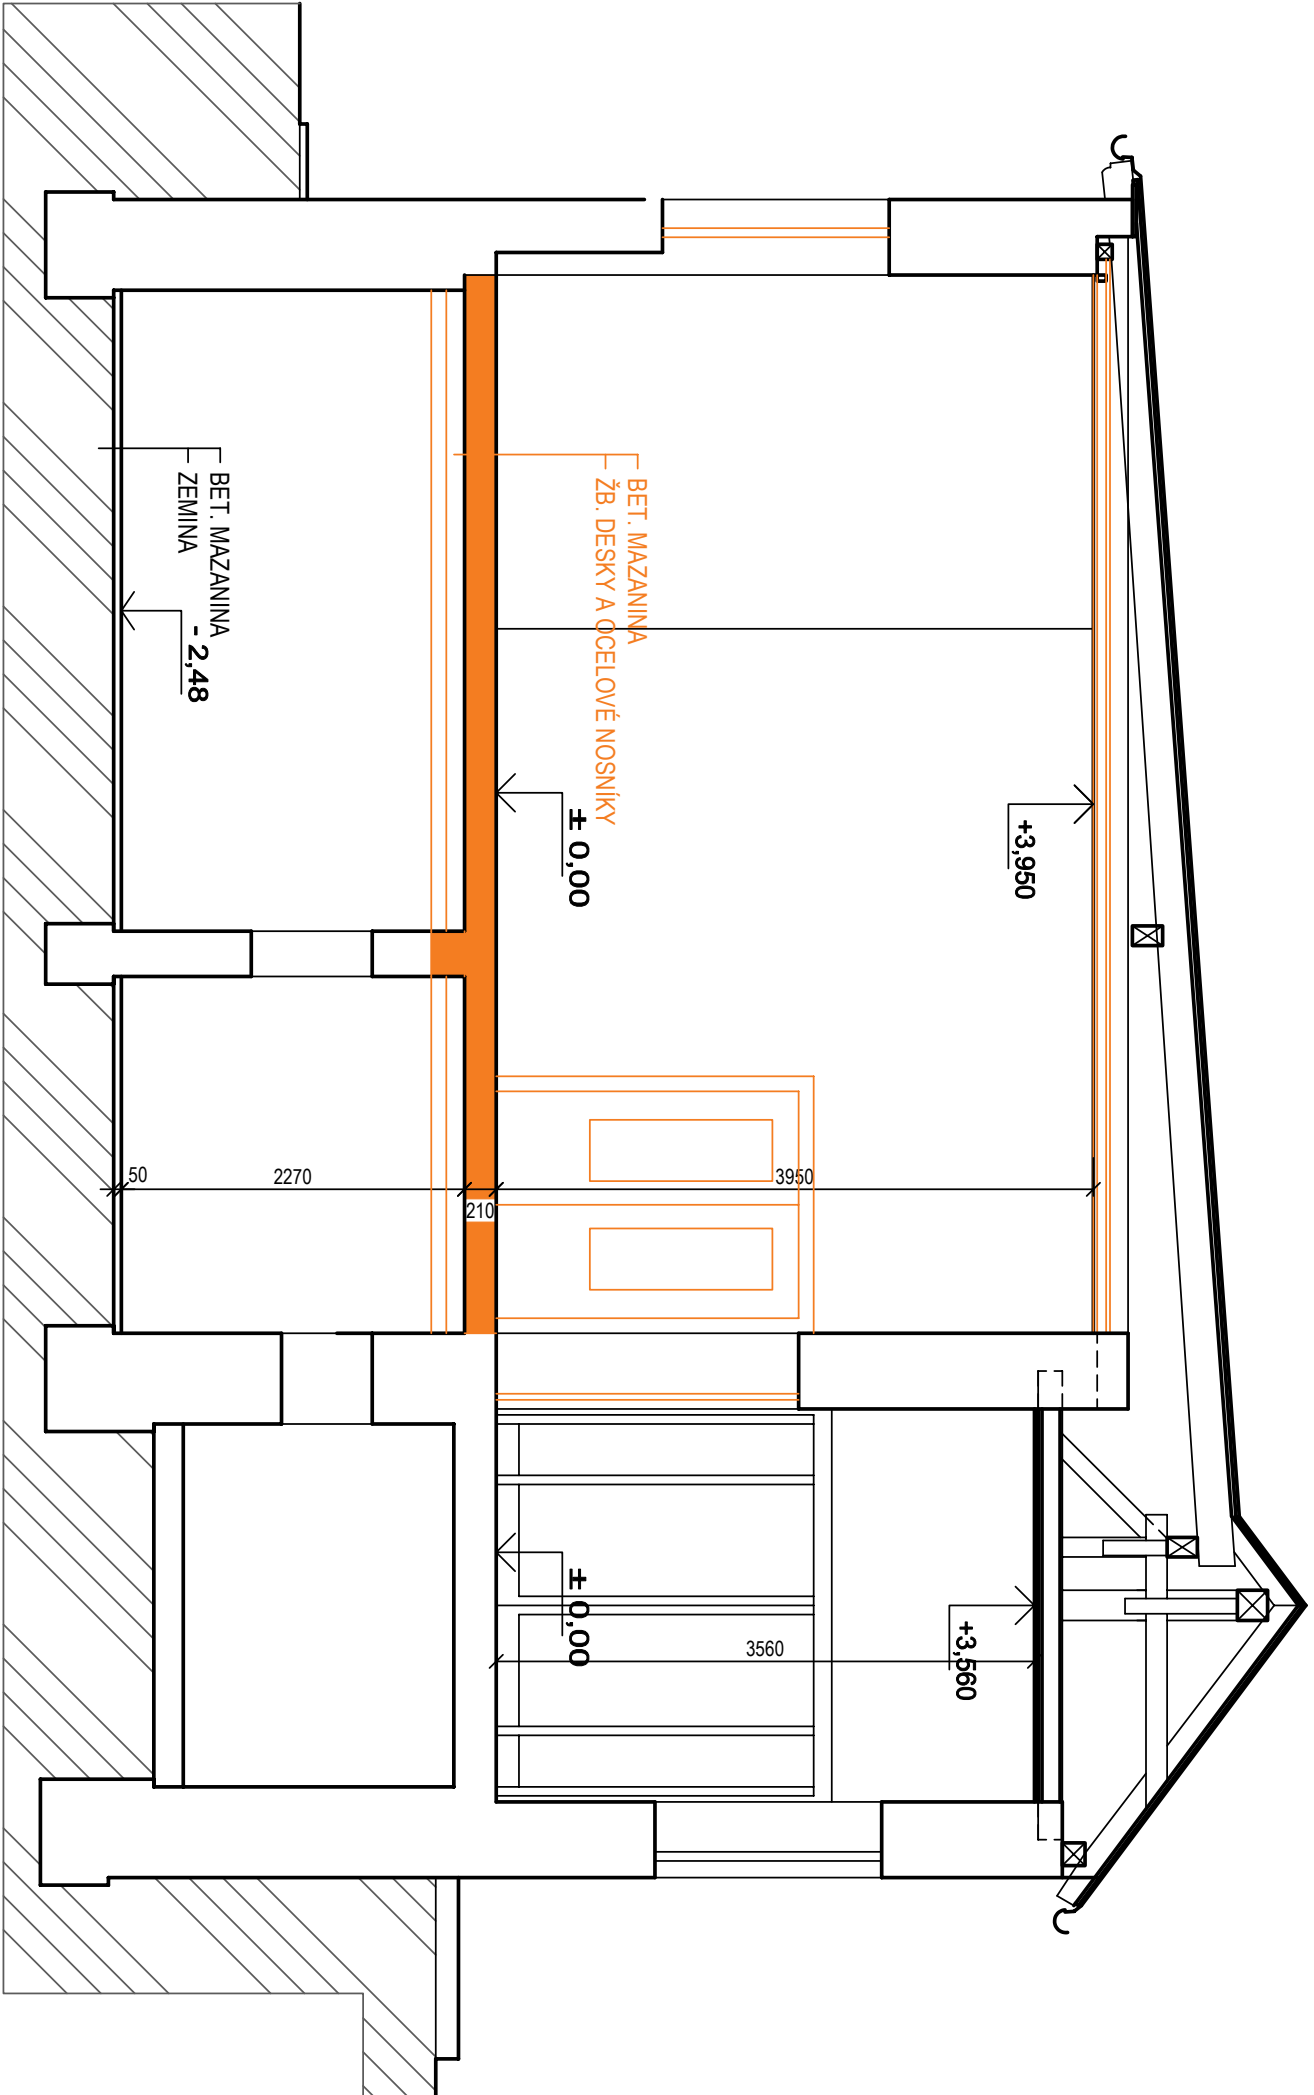 +3,950
+3,560
BET. MAZANINA
ŽB. DESKY A OCELOVÉ NOSNÍKY
± 0,00
± 0,00
3950
3560
210
2270
50
BET. MAZANINA
ZEMINA
- 2,48